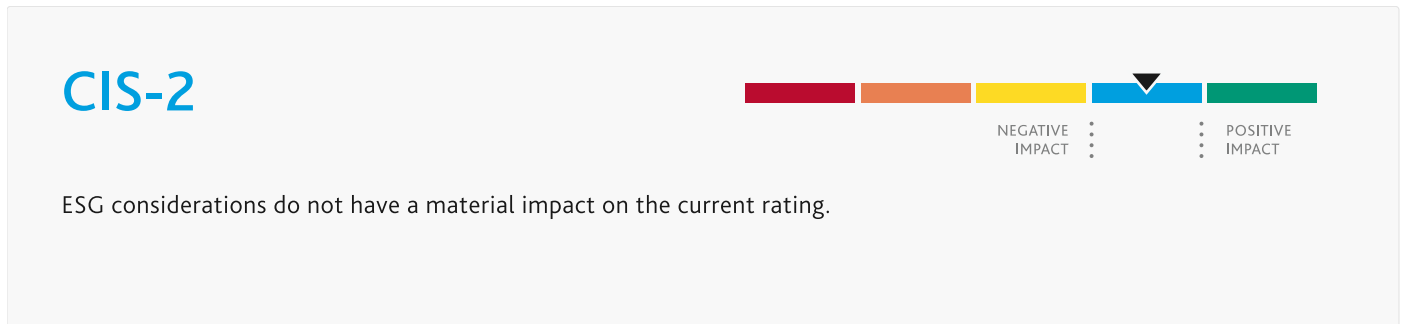 CIS-2
NEGATIVE
IMPACT
POSITIVE
IMPACT
ESG considerations do not have a material impact on the current rating.